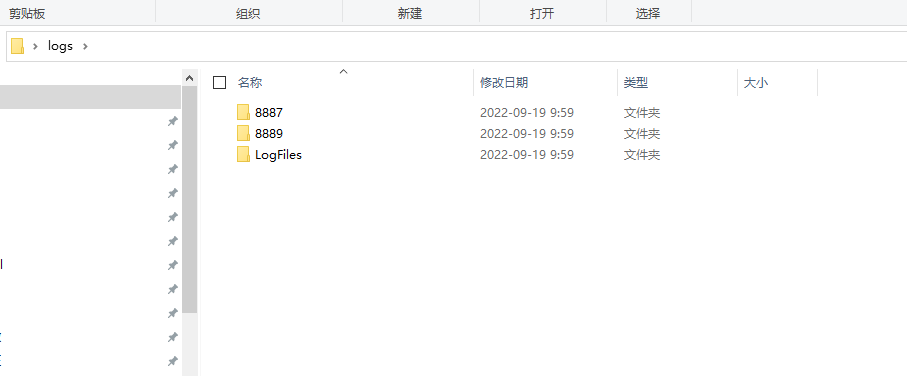 剪贴板 组织 新建 打开 选择
logs
名称 修改日期 类型 大小
8887 2022-09-19 9:59 文件夹
8889 2022-09-19 9:59 文件夹
LogFiles 2022-09-19 9:59 文件夹